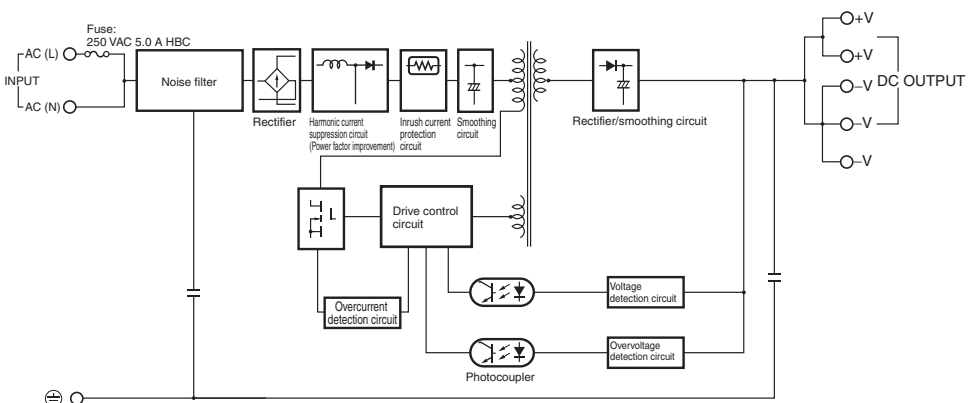 Fuse:
250 VAC 5.0 A HBC
AC (L)
INPUT
AC (N)
Noise filter
Rectifier
Harmonic current
suppression circuit
(Power factor improvement)
Inrush current
protection
circuit
Smoothing
circuit
Rectifier/smoothing circuit
+V
+V
–V
–V
–V
DC OUTPUT
Drive control
circuit
Overcurrent
detection circuit
Voltage
detection circuit
Overvoltage
detection circuit
Photocoupler